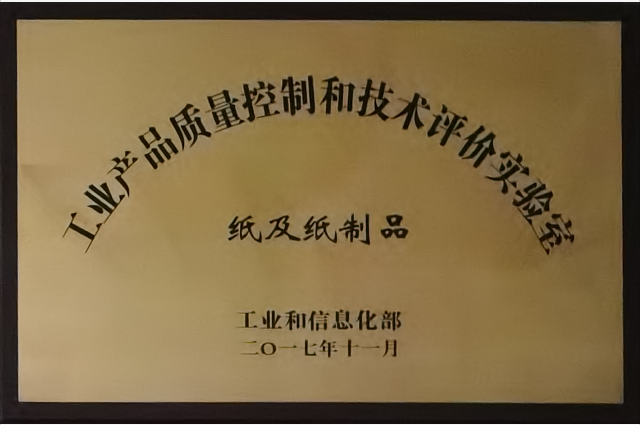 工业产品质量控制和技术评价实验室
纸及纸制品
工业和信息化部
二〇一七年十一月